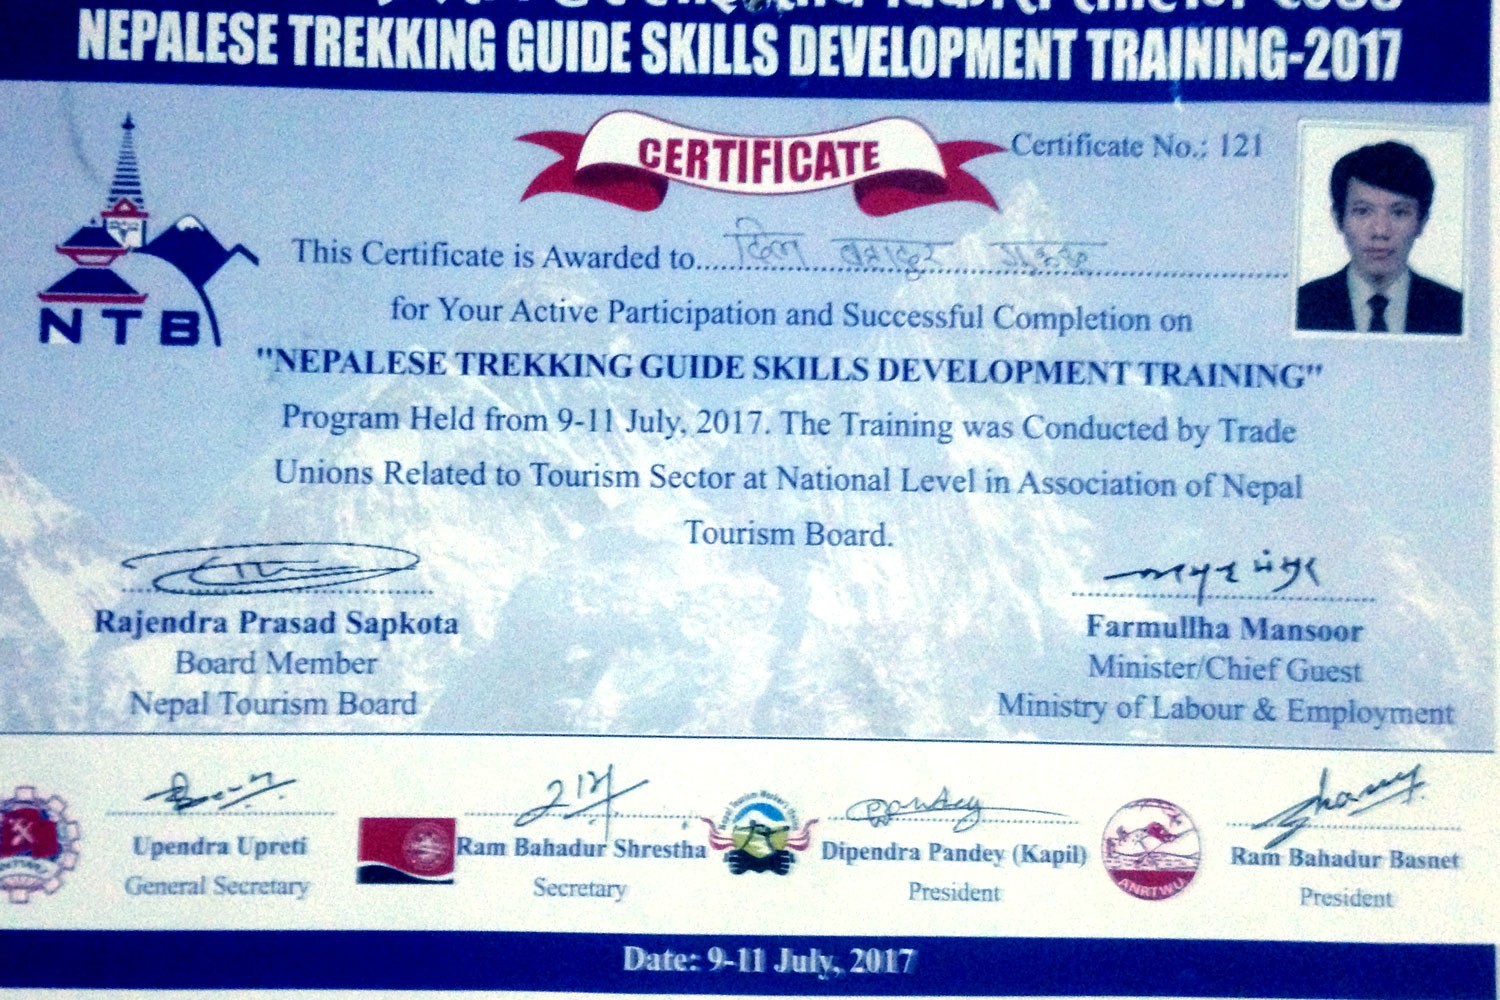 NEPALESE TREKKING GUIDE SKILLS DEVELOPMENT TRAINING-2017
CERTIFICATE
Certificate No.: 121
NTB
This Certificate is Awarded to.....दिल बहादुर
for Your Active Participation and Successful Completion on
"NEPALESE TREKKING GUIDE SKILLS DEVELOPMENT TRAINING"
Program Held from 9-11 July, 2017. The Training was Conducted by Trade
Unions Related to Tourism Sector at National Level in Association of Nepal
Tourism Board.
Rajendra Prasad Sapkota
Board Member
Nepal Tourism Board
Farmullha Mansoor
Minister/Chief Guest
Ministry of Labour & Employment
Upendra Upreti
General Secretary
Ram Bahadur Shrestha
Secretary
Dipendra Pandey (Kapil)
President
ANRTWU
Ram Bahadur Basnet
President
Date: 9-11 July, 2017